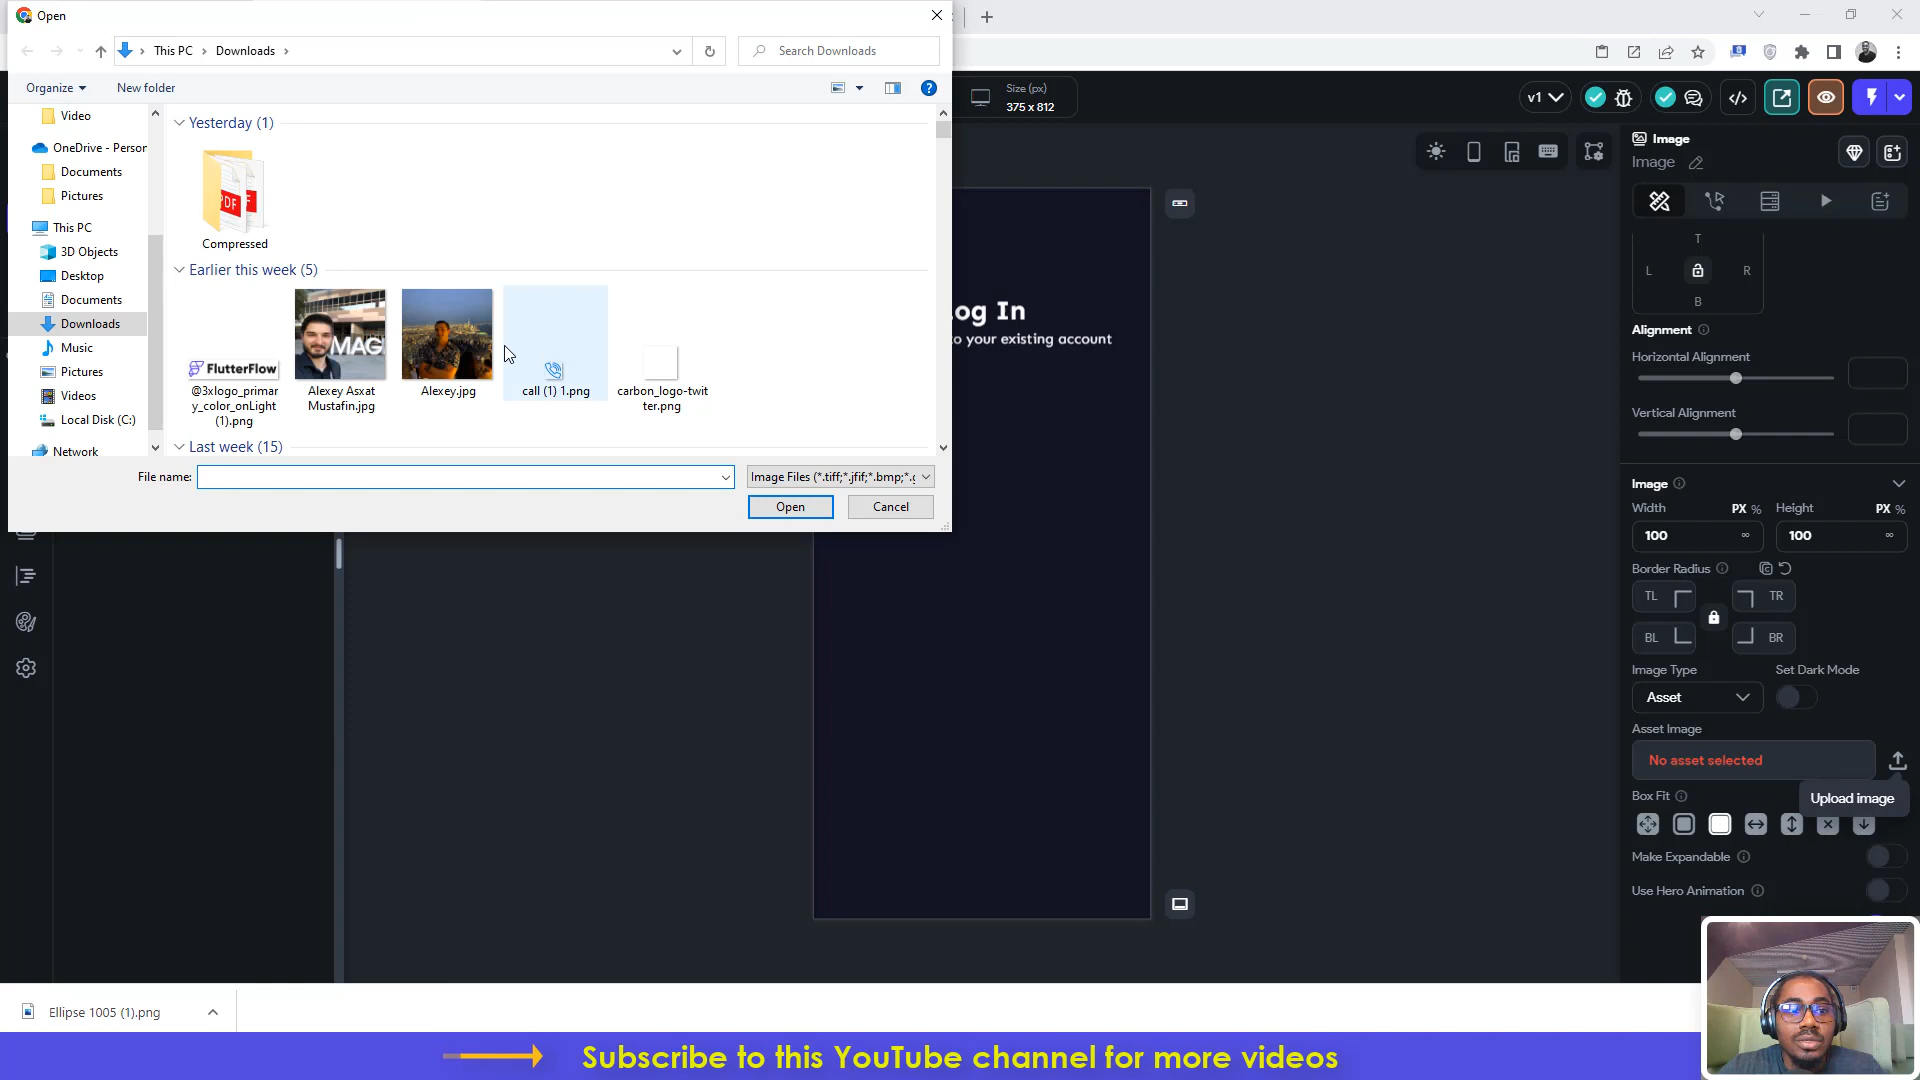 Open
This PC
Downloads
Search Downloads
Organize
New folder
Size (px)
375 x 812
v1
Video
OneDrive - Person
Documents
Pictures
This PC
3D Objects
Desktop
Documents
Downloads
Music
Pictures
Videos
Local Disk (C:)
Network
Yesterday (1)
PDF
Compressed
Earlier this week (5)
FlutterFlow
MAG
@3xlogo_primar
y_color_onLight
(1).png
Alexey Asxat
Mustafin.jpg
Alexey.jpg
call (1) 1.png
carbon_logo-twit
ter.png
Last week (15)
File name:
Image Files (*.tiff;*.jfif;*.bmp;*.g
Open
Cancel
og In
o your existing account
Image
Image
T
L
R
B
Alignment
Horizontal Alignment
Vertical Alignment
Image
Width
PX %
Height
PX %
100
∞
100
∞
Border Radius
TL
TR
BL
BR
Image Type
Set Dark Mode
Asset
Asset Image
No asset selected
Box Fit
Upload image
Make Expandable
Use Hero Animation
Ellipse 1005 (1).png
Subscribe to this YouTube channel for more videos